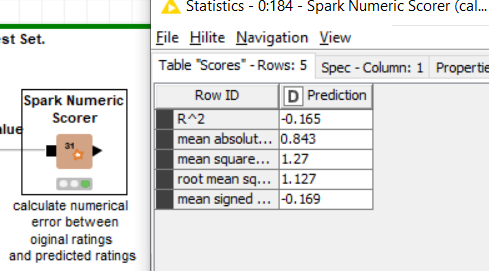 est Set.
Spark Numeric
Scorer
alue
31
calculate numerical
error between
oiginal ratings
and predicted ratings
Statistics - 0:184 - Spark Numeric Scorer (cal...
File Hilite Navigation View
Table "Scores" - Rows: 5 Spec - Column: 1 Propertie
Row ID D Prediction
R^2 -0.165
mean absolut... 0.843
mean square... 1.27
root mean sq... 1.127
mean signed ... -0.169